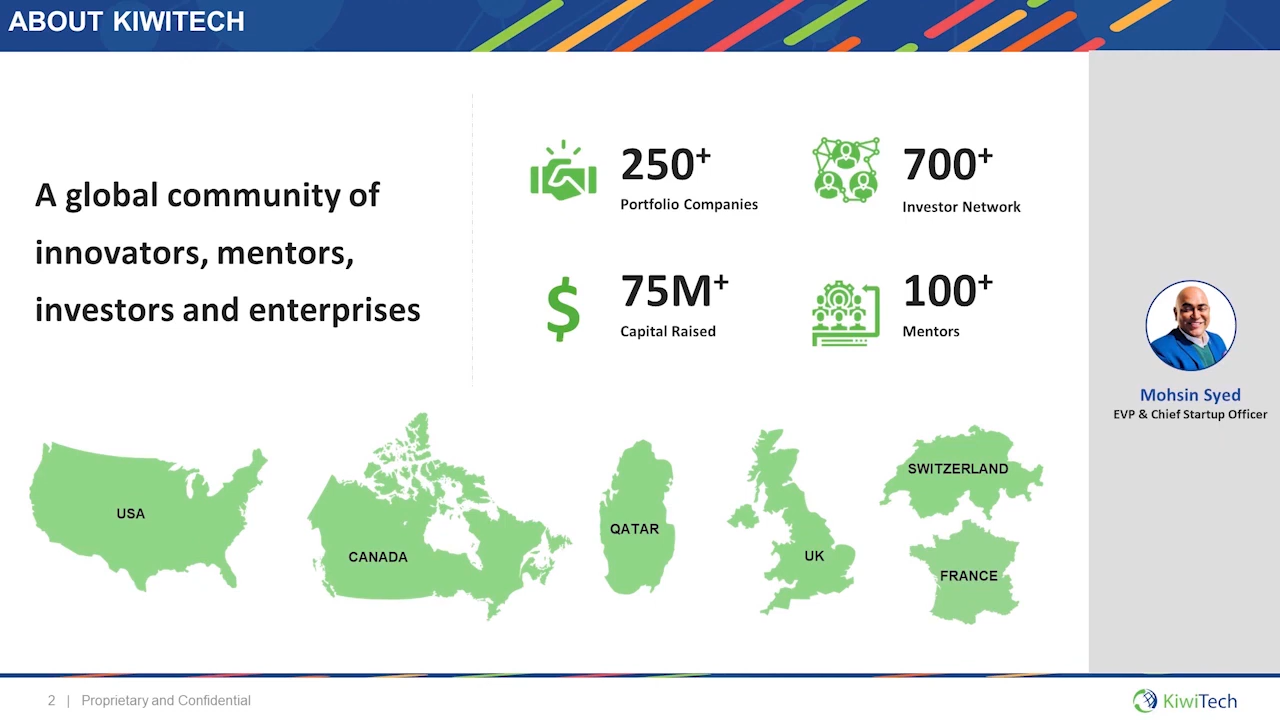 ABOUT KIWITECH
A global community of
innovators, mentors,
investors and enterprises
250+
Portfolio Companies
700+
Investor Network
$
75M+
Capital Raised
100+
Mentors
Mohsin Syed
EVP & Chief Startup Officer
USA
CANADA
QATAR
UK
SWITZERLAND
FRANCE
2 | Proprietary and Confidential
KiwiTech